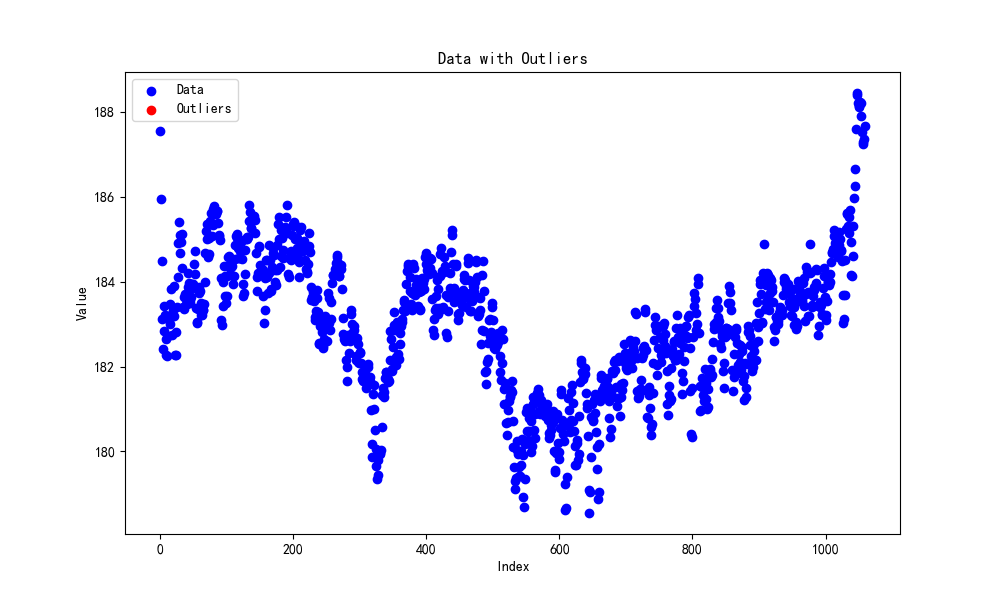 Data with Outliers
Data
Outliers
188
186
184
182
180
Value
0 200 400 600 800 1000
Index